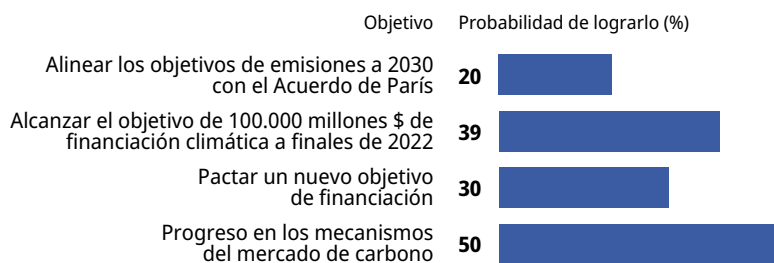 Objetivo Probabilidad de lograrlo (%)
Alinear los objetivos de emisiones a 2030
con el Acuerdo de París
20
Alcanzar el objetivo de 100.000 millones $ de
financiación climática a finales de 2022
39
Pactar un nuevo objetivo
de financiación
30
Progreso en los mecanismos
del mercado de carbono
50